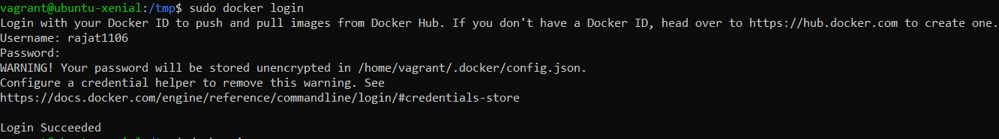 vagrant@ubuntu-xenial:/tmp$ sudo docker login
Login with your Docker ID to push and pull images from Docker Hub. If you don't have a Docker ID, head over to https://hub.docker.com to create one.
Username: rajat1106
Password:
WARNING! Your password will be stored unencrypted in /home/vagrant/.docker/config.json.
Configure a credential helper to remove this warning. See
https://docs.docker.com/engine/reference/commandline/login/#credentials-store
Login Succeeded